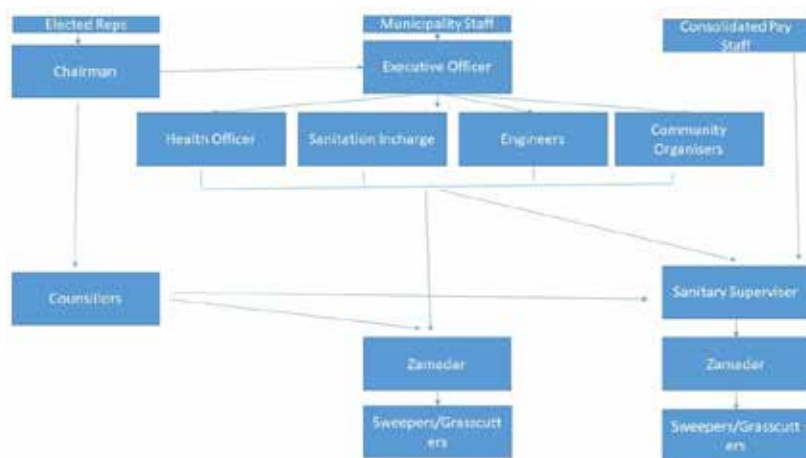 Elected Reps
Municipality Staff
Consolidated Pay
Staff
Chairman
Executive Officer
Health Officer
Sanitation Incharge
Engineers
Community
Organisers
Counsillors
Sanitary Superviser
Zamadar
Zamadar
Sweepers/Grasscutt
ers
Sweepers/Grasscutt
ers